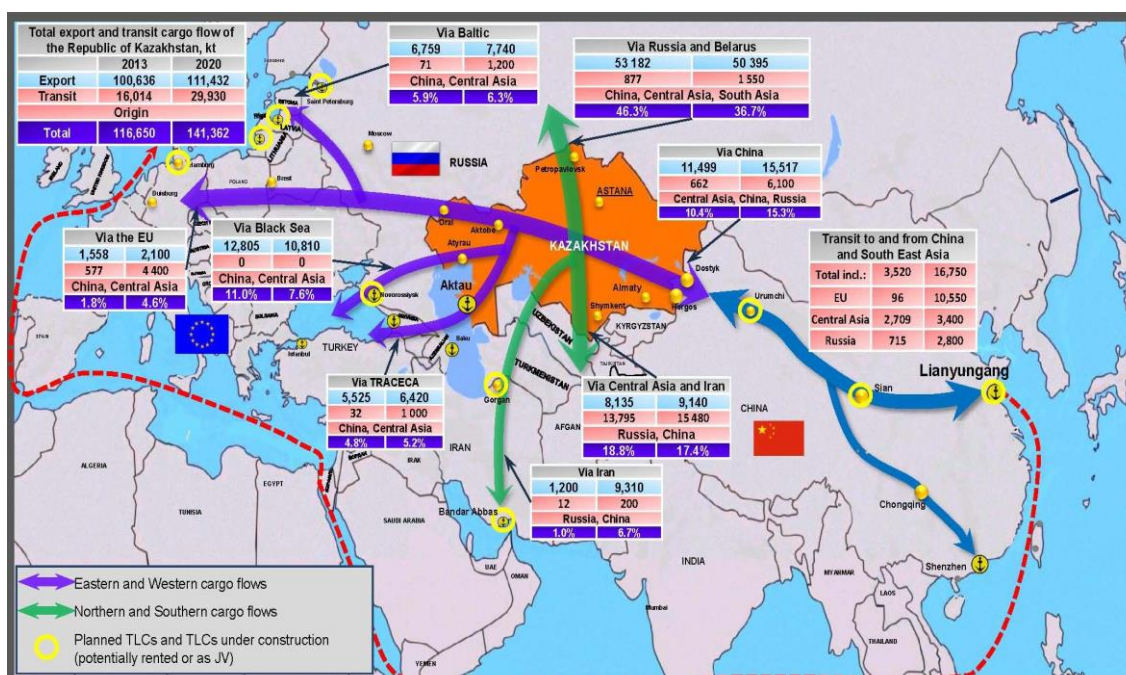 Total export and transit cargo flow of
the Republic of Kazakhstan, kt
2013 2020
Export 100,636 111,432
Transit 16,014 29,930
Origin
Total 116,650 141,362
Via Baltic
6,759 7,740
71 1,200
China, Central Asia
5.9% 6.3%
Via Russia and Belarus
53 182 50 395
877 1 550
China, Central Asia, South Asia
46.3% 36.7%
Via China
11,499 15,517
662 6,100
Central Asia, China, Russia
10.4% 15.3%
Transit to and from China
and South East Asia
Total incl.: 3,520 16,750
EU 96 10,550
Central Asia 2,709 3,400
Russia 715 2,800
Via the EU
1,558 2,100
577 4 400
China, Central Asia
1.8% 4.6%
Via Black Sea
12,805 10,810
0 0
China, Central Asia
11.0% 7.6%
Via TRACECA
5,525 6,420
32 1 000
China, Central Asia
4.8% 5.2%
Via Central Asia and Iran
8,135 9,140
13,795 15 480
Russia, China
18.8% 17.4%
Via Iran
1,200 9,310
12 200
Russia, China
1.0% 6.7%
Saint Petersburg
ESTONIA
LATVIA
LITHUANIA
Moscow
RUSSIA
POLAND
Brest
Duisburg
Petropavlovsk
ASTANA
KAZAKHSTAN
Oral
Aktobe
Atyrau
Aktau
Dostyk
Almaty
Shymkent
Urumchi
KYRGYZSTAN
UZBEKISTAN
TURKMENISTAN
Novorossiysk
Istanbul
TURKEY
Baku
Gorgan
IRAN
IRAQ
AFGAN
SPAIN
ALGERIA
TUNISIA
EGYPT
SAUDI ARABIA
Bandar Abbas
UAE
OMAN
YEMEN
INDIA
Mumbai
CHINA
Sian
Lianyungang
Chongqing
Shenzhen
MYANMAR
LAOS
THAILAND
Eastern and Western cargo flows
Northern and Southern cargo flows
Planned TLCs and TLCs under construction
(potentially rented or as JV)